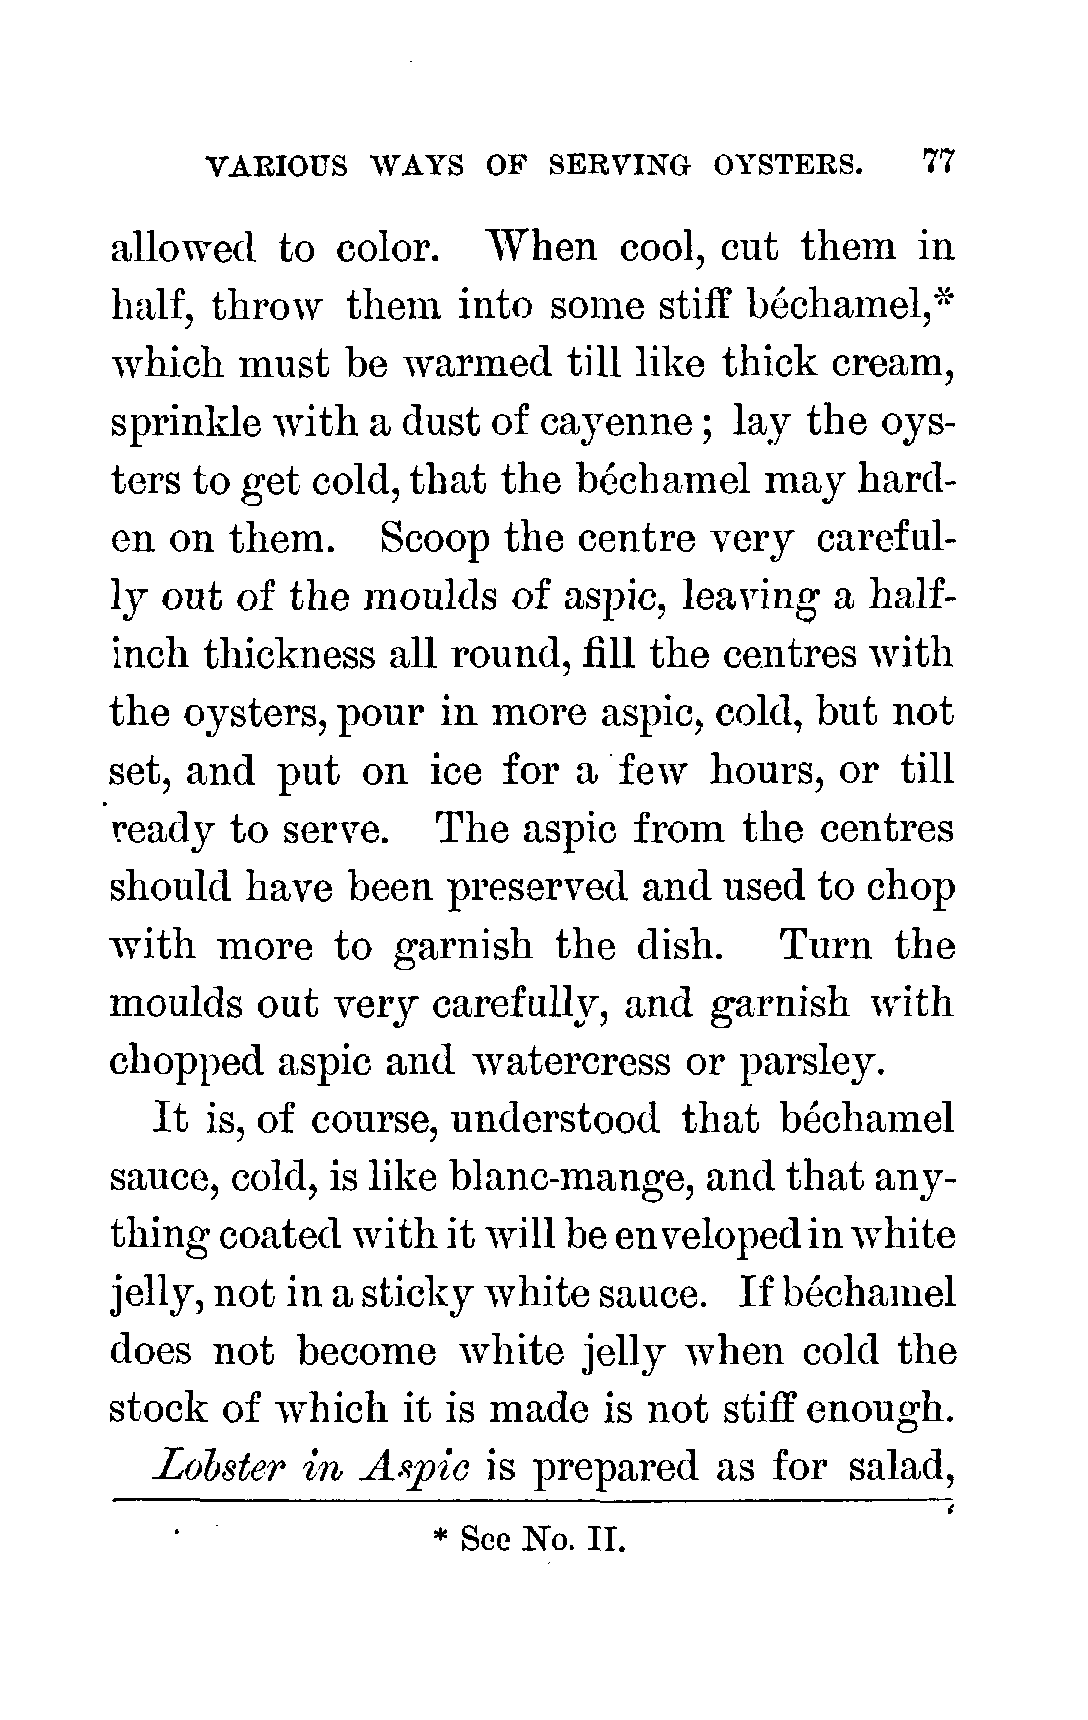 VARIOUS WAYS OF SERVING OYSTERS. 77
allowed to color. When cool, cut them in
half, throw them into some stiff béchamel,*
which must be warmed till like thick cream,
sprinkle with a dust of cayenne; lay the oys-
ters to get cold, that the béchamel may hard-
en on them. Scoop the centre very careful-
ly out of the moulds of aspic, leaving a half-
inch thickness all round, fill the centres with
the oysters, pour in more aspic, cold, but not
set, and put on ice for a few hours, or till
ready to serve. The aspic from the centres
should have been preserved and used to chop
with more to garnish the dish. Turn the
moulds out very carefully, and garnish with
chopped aspic and watercress or parsley.
It is, of course, understood that béchamel
sauce, cold, is like blanc-mange, and that any-
thing coated with it will be enveloped in white
jelly, not in a sticky white sauce. If béchamel
does not become white jelly when cold the
stock of which it is made is not stiff enough.
Lobster in Aspic is prepared as for salad,
* See No. II.